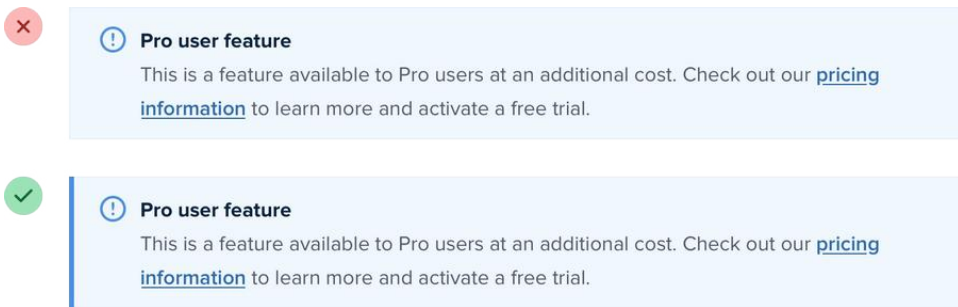 Pro user feature
This is a feature available to Pro users at an additional cost. Check out our pricing
information to learn more and activate a free trial.
Pro user feature
This is a feature available to Pro users at an additional cost. Check out our pricing
information to learn more and activate a free trial.